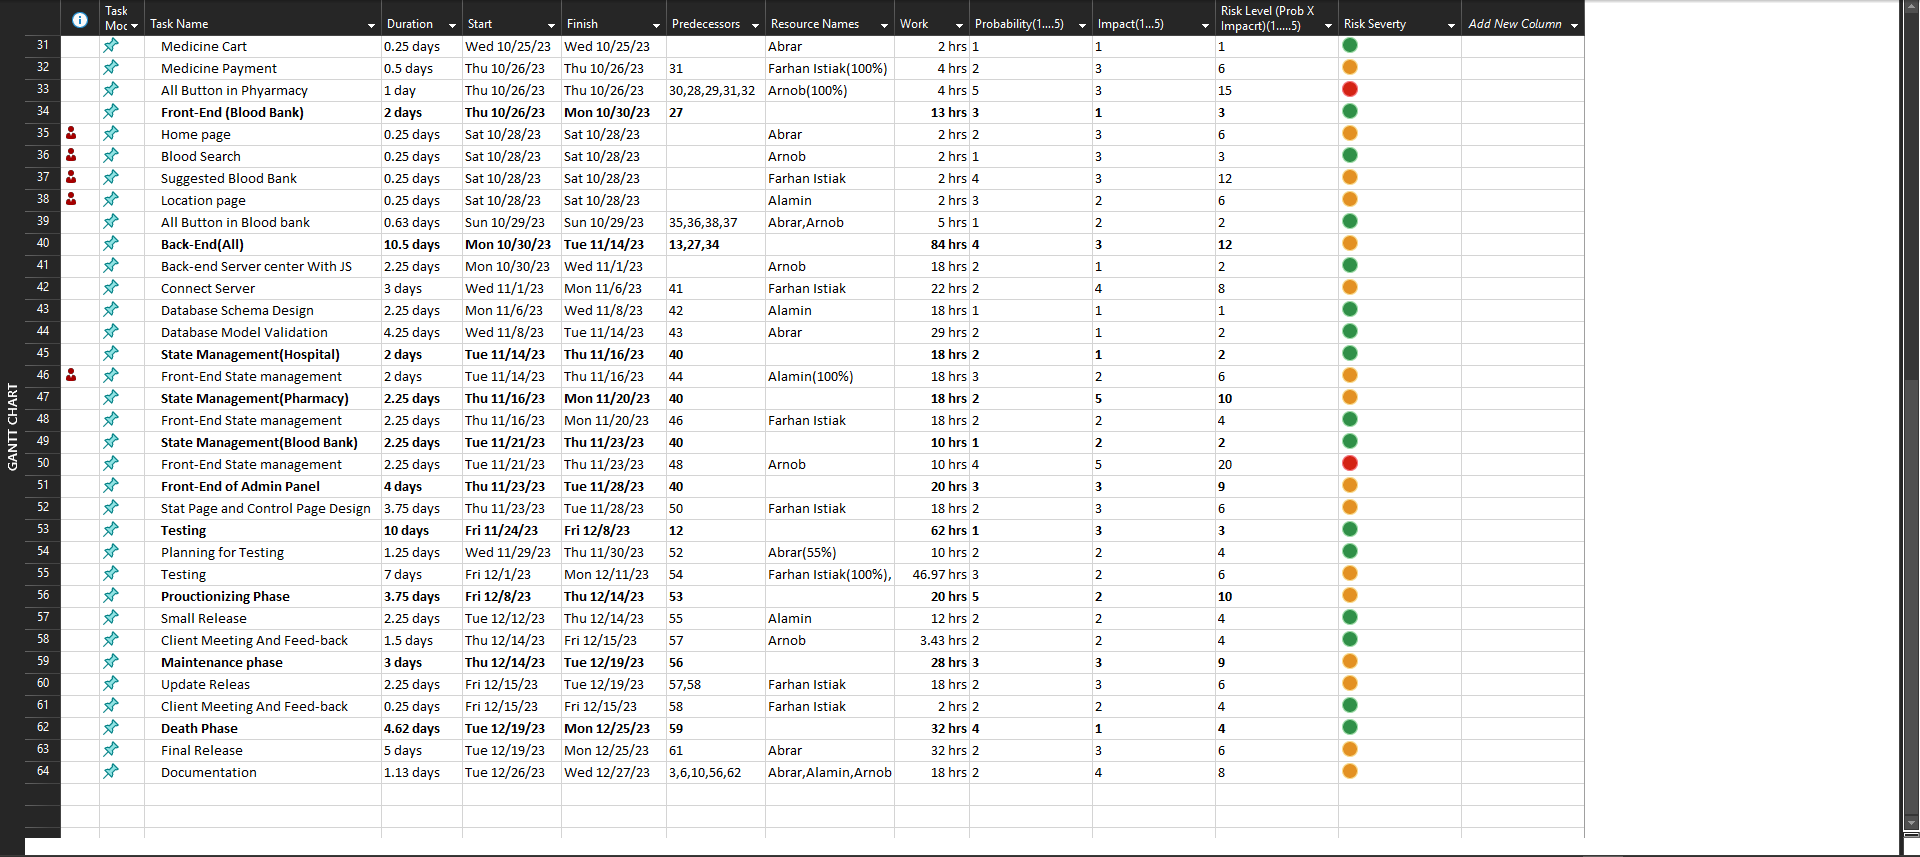 Task Moc Task Name Duration Start Finish Predecessors Resource Names Work Probability(1....5) Impact(1...5) Risk Level (Prob X Impacrt)(1.....5) Risk Severty Add New Column
31 Medicine Cart 0.25 days Wed 10/25/23 Wed 10/25/23 Abrar 2 hrs 1 1 1
32 Medicine Payment 0.5 days Thu 10/26/23 Thu 10/26/23 31 Farhan Istiak(100%) 4 hrs 2 3 6
33 All Button in Phyarmacy 1 day Thu 10/26/23 Thu 10/26/23 30,28,29,31,32 Arnob(100%) 4 hrs 5 3 15
34 Front-End (Blood Bank) 2 days Thu 10/26/23 Mon 10/30/23 27 13 hrs 3 1 3
35 Home page 0.25 days Sat 10/28/23 Sat 10/28/23 Abrar 2 hrs 2 3 6
36 Blood Search 0.25 days Sat 10/28/23 Sat 10/28/23 Arnob 2 hrs 1 3 3
37 Suggested Blood Bank 0.25 days Sat 10/28/23 Sat 10/28/23 Farhan Istiak 2 hrs 4 3 12
38 Location page 0.25 days Sat 10/28/23 Sat 10/28/23 Alamin 2 hrs 3 2 6
39 All Button in Blood bank 0.63 days Sun 10/29/23 Sun 10/29/23 35,36,38,37 Abrar,Arnob 5 hrs 1 2 2
40 Back-End(All) 10.5 days Mon 10/30/23 Tue 11/14/23 13,27,34 84 hrs 4 3 12
41 Back-end Server center With JS 2.25 days Mon 10/30/23 Wed 11/1/23 Arnob 18 hrs 2 1 2
42 Connect Server 3 days Wed 11/1/23 Mon 11/6/23 41 Farhan Istiak 22 hrs 2 4 8
43 Database Schema Design 2.25 days Mon 11/6/23 Wed 11/8/23 42 Alamin 18 hrs 1 1 1
44 Database Model Validation 4.25 days Wed 11/8/23 Tue 11/14/23 43 Abrar 29 hrs 2 1 2
45 State Management(Hospital) 2 days Tue 11/14/23 Thu 11/16/23 40 18 hrs 2 1 2
46 Front-End State management 2 days Tue 11/14/23 Thu 11/16/23 44 Alamin(100%) 18 hrs 3 2 6
47 State Management(Pharmacy) 2.25 days Thu 11/16/23 Mon 11/20/23 40 18 hrs 2 5 10
48 Front-End State management 2.25 days Thu 11/16/23 Mon 11/20/23 46 Farhan Istiak 18 hrs 2 2 4
49 State Management(Blood Bank) 2.25 days Tue 11/21/23 Thu 11/23/23 40 10 hrs 1 2 2
50 Front-End State management 2.25 days Tue 11/21/23 Thu 11/23/23 48 Arnob 10 hrs 4 5 20
51 Front-End of Admin Panel 4 days Thu 11/23/23 Tue 11/28/23 40 20 hrs 3 3 9
52 Stat Page and Control Page Design 3.75 days Thu 11/23/23 Tue 11/28/23 50 Farhan Istiak 18 hrs 2 3 6
53 Testing 10 days Fri 11/24/23 Fri 12/8/23 12 62 hrs 1 3 3
54 Planning for Testing 1.25 days Wed 11/29/23 Thu 11/30/23 52 Abrar(55%) 10 hrs 2 2 4
55 Testing 7 days Fri 12/1/23 Mon 12/11/23 54 Farhan Istiak(100%), 46.97 hrs 3 2 6
56 Prouctionizing Phase 3.75 days Fri 12/8/23 Thu 12/14/23 53 20 hrs 5 2 10
57 Small Release 2.25 days Tue 12/12/23 Thu 12/14/23 55 Alamin 12 hrs 2 2 4
58 Client Meeting And Feed-back 1.5 days Thu 12/14/23 Fri 12/15/23 57 Arnob 3.43 hrs 2 2 4
59 Maintenance phase 3 days Thu 12/14/23 Tue 12/19/23 56 28 hrs 3 3 9
60 Update Releas 2.25 days Fri 12/15/23 Tue 12/19/23 57,58 Farhan Istiak 18 hrs 2 3 6
61 Client Meeting And Feed-back 0.25 days Fri 12/15/23 Fri 12/15/23 58 Farhan Istiak 2 hrs 2 2 4
62 Death Phase 4.62 days Tue 12/19/23 Mon 12/25/23 59 32 hrs 4 1 4
63 Final Release 5 days Tue 12/19/23 Mon 12/25/23 61 Abrar 32 hrs 2 3 6
64 Documentation 1.13 days Tue 12/26/23 Wed 12/27/23 3,6,10,56,62 Abrar,Alamin,Arnob 18 hrs 2 4 8
GANTT CHART